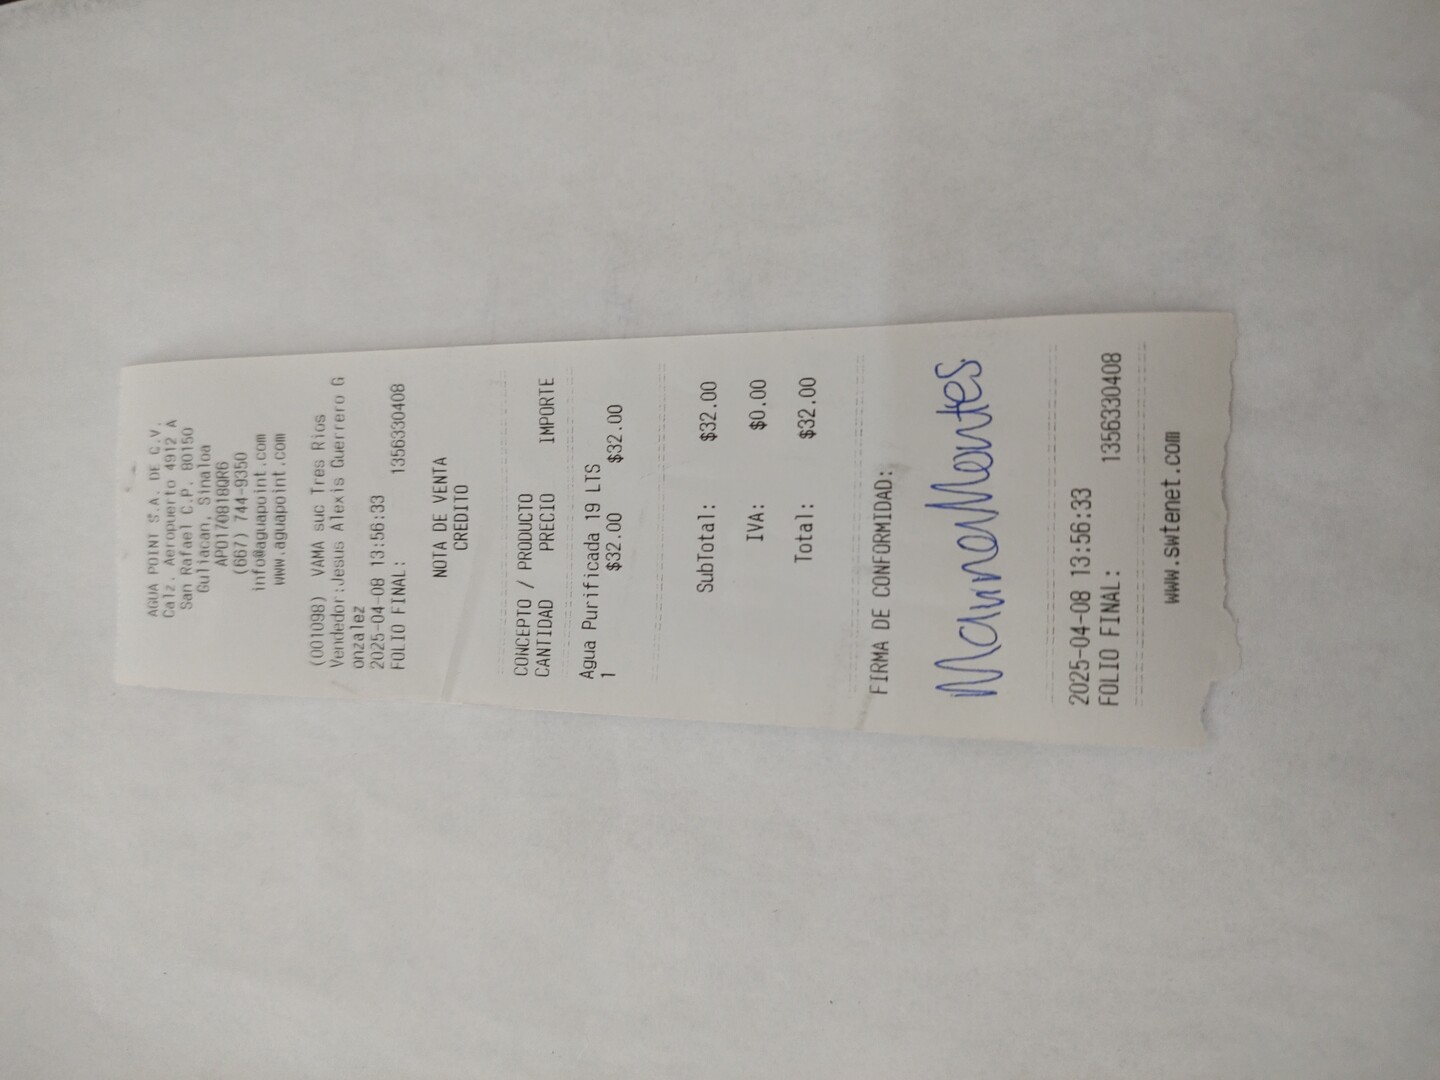 AGUA POINT S.A. DE C.V.
Calz. Aeropuerto 4912 A
San Rafael C.P. 80150
Culiacan, Sinaloa
APO170818QR6
(667) 744-9350
info@aguapoint.com
www.aguapoint.com
(001098) VAMA suc Tres Rios
Vendedor:Jesus Alexis Guerrero G
onzalez
2025-04-08 13:56:33
FOLIO FINAL: 1356330408
NOTA DE VENTA
CREDITO
CONCEPTO / PRODUCTO
CANTIDAD PRECIO IMPORTE
Agua Purificada 19 LTS
1 $32.00 $32.00
SubTotal: $32.00
IVA: $0.00
Total: $32.00
FIRMA DE CONFORMIDAD:
2025-04-08 13:56:33
FOLIO FINAL: 1356330408
www.swtenet.com